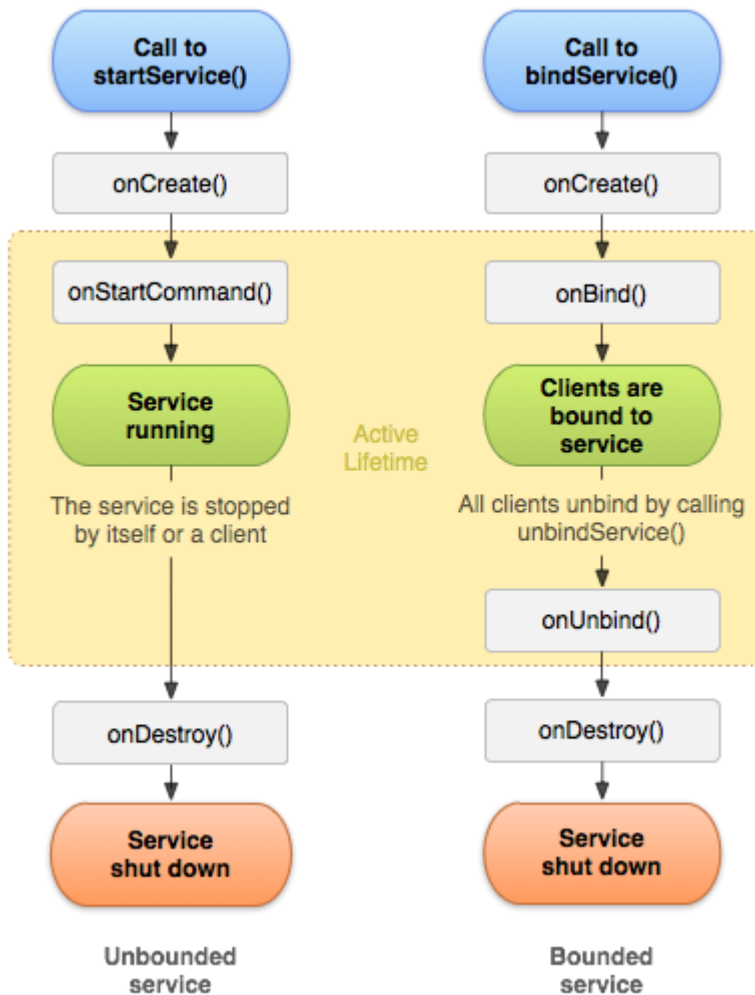 Call to
startService()
onCreate()
onStartCommand()
Service
running
The service is stopped
by itself or a client
onDestroy()
Service
shut down
Unbounded
service
Active
Lifetime
Call to
bindService()
onCreate()
onBind()
Clients are
bound to
service
All clients unbind by calling
unbindService()
onUnbind()
onDestroy()
Service
shut down
Bounded
service